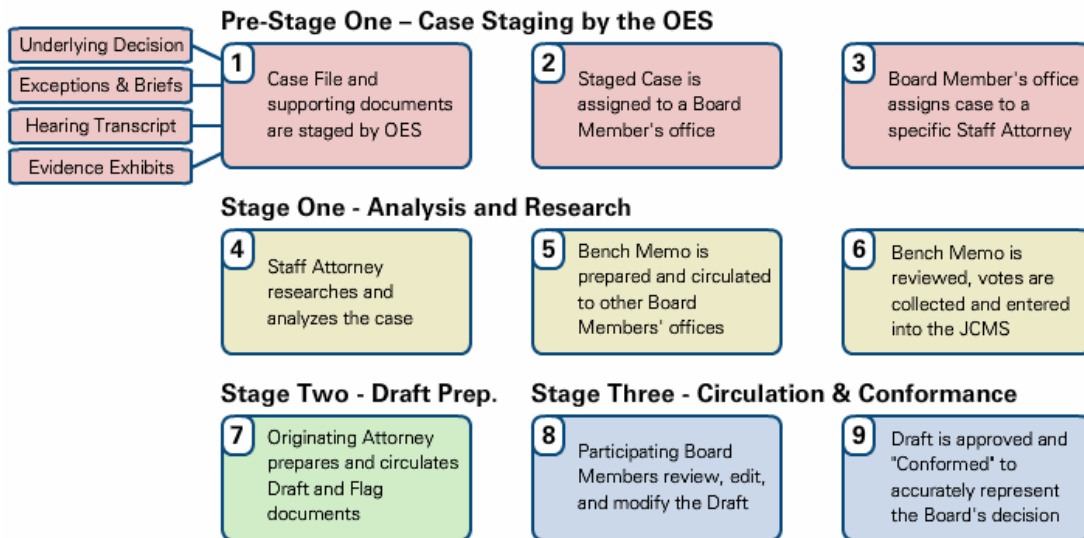 Pre-Stage One – Case Staging by the OES
Underlying Decision
Exceptions & Briefs
Hearing Transcript
Evidence Exhibits
1
Case File and
supporting documents
are staged by OES
2
Staged Case is
assigned to a Board
Member's office
3
Board Member's office
assigns case to a
specific Staff Attorney
Stage One - Analysis and Research
4
Staff Attorney
researches and
analyzes the case
5
Bench Memo is
prepared and circulated
to other Board
Members' offices
6
Bench Memo is
reviewed, votes are
collected and entered
into the JCMS
Stage Two - Draft Prep.
7
Originating Attorney
prepares and circulates
Draft and Flag
documents
Stage Three - Circulation & Conformance
8
Participating Board
Members review, edit,
and modify the Draft
9
Draft is approved and
"Conformed" to
accurately represent
the Board's decision